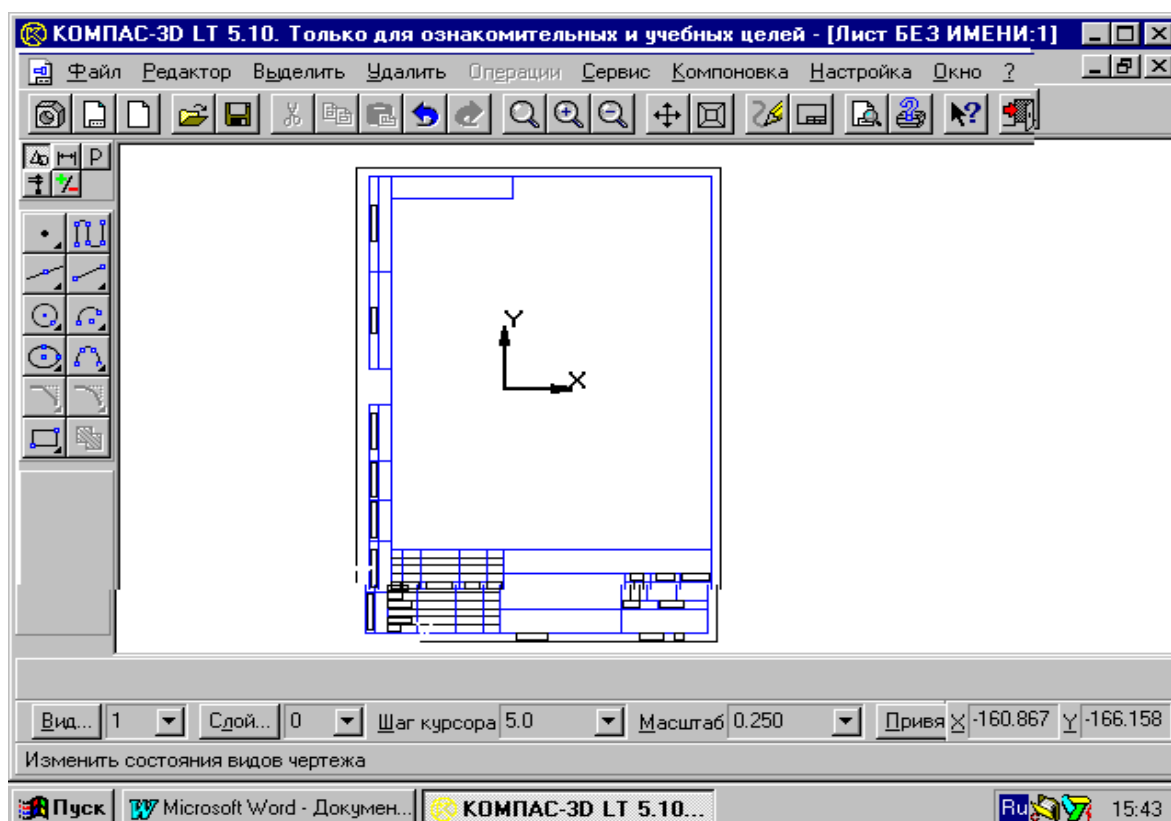 КОМПАС-3D LT 5.10. Только для ознакомительных и учебных целей - [Лист БЕЗ ИМЕНИ:1]
Файл Редактор Выделить Удалить Операции Сервис Компоновка Настройка Окно ?
P
Y
X
Вид... 1 Слой... 0 Шаг курсора 5.0 Масштаб 0.250 Привя X -160.867 Y -166.158
Изменить состояния видов чертежа
Пуск Microsoft Word - Докумен... КОМПАС-3D LT 5.10... Ru 15:43